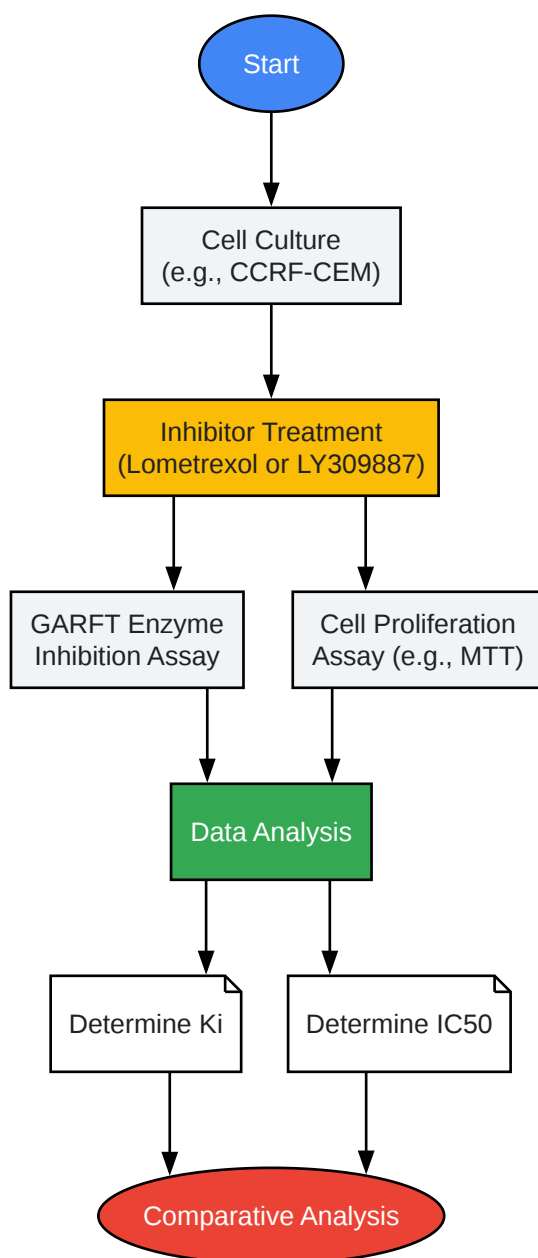 Start
Cell Culture
(e.g., CCRF-CEM)
Inhibitor Treatment
(Lometrexol or LY309887)
GARFT Enzyme
Inhibition Assay
Cell Proliferation
Assay (e.g., MTT)
Data Analysis
Determine Ki
Determine IC50
Comparative Analysis